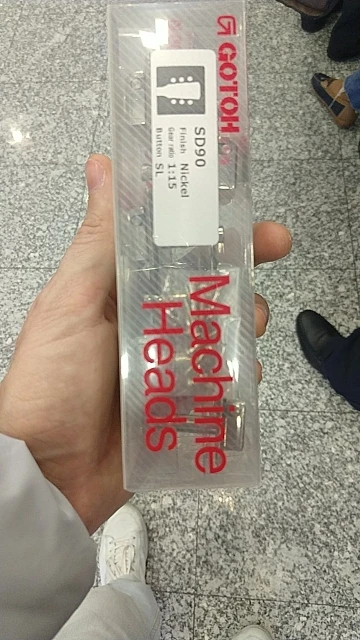 GOTOH
SD90
Finish Nickel
Gear ratio 1:15
Button SL
Machine
Heads